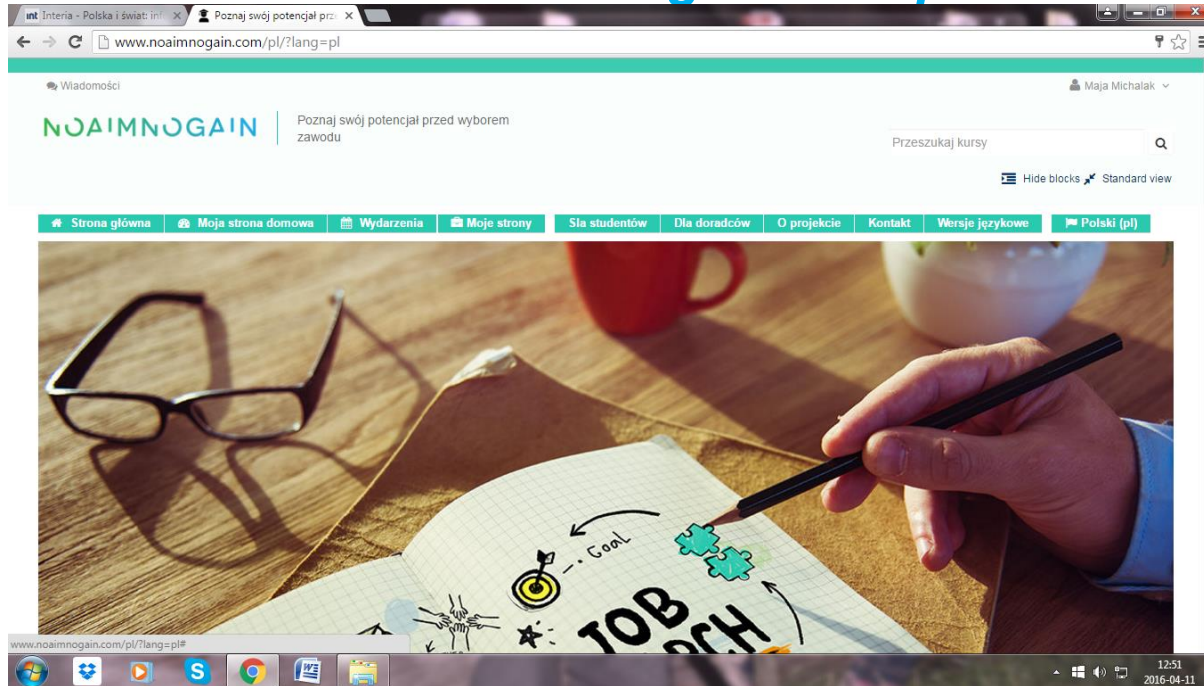 Interia - Polska i świat: inf
Poznaj swój potencjał prze
www.noaimnogain.com/pl/?lang=pl
Wiadomości
Maja Michalak
NOAIMNOGAIN
Poznaj swój potencjał przed wyborem
zawodu
Przeszukaj kursy
Hide blocks Standard view
Strona główna Moja strona domowa Wydarzenia Moje strony Sla studentów Dla doradców O projekcie Kontakt Wersje językowe Polski (pl)
Goal
JOB
www.noaimnogain.com/pl/?lang=pl#
12:51
2016-04-11